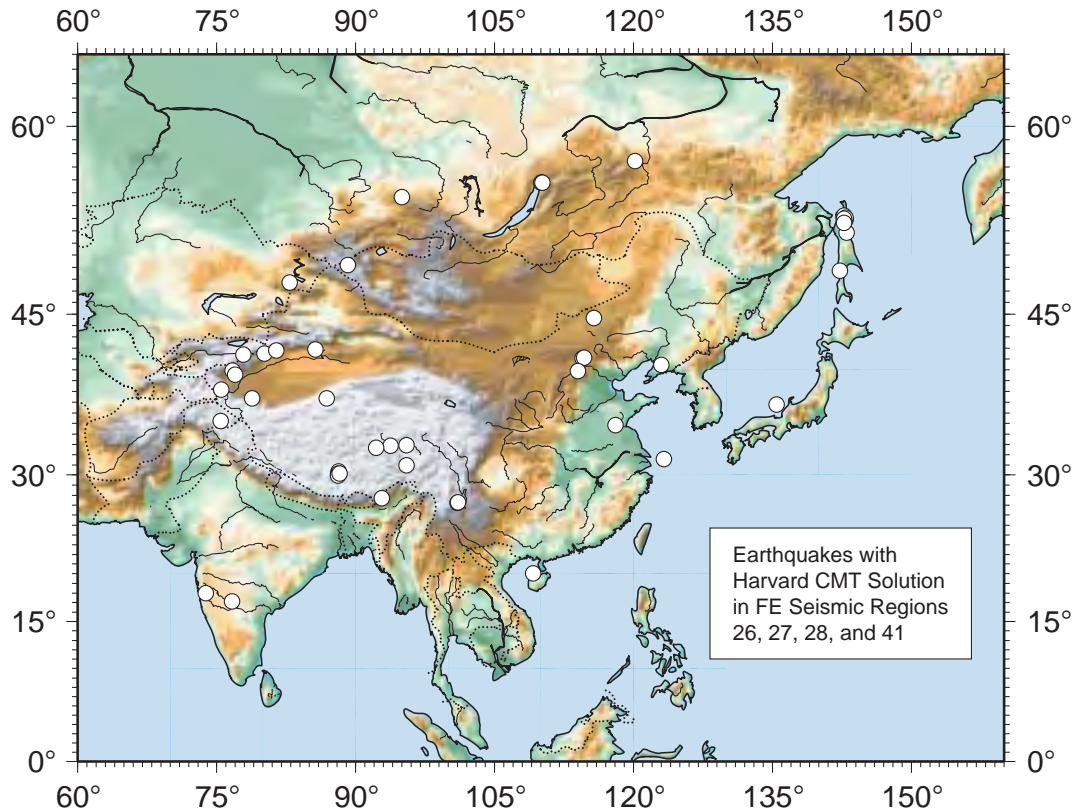 60° 75° 90° 105° 120° 135° 150°
60° 60°
45° 45°
30° 30°
Earthquakes with
Harvard CMT Solution
in FE Seismic Regions
26, 27, 28, and 41
15° 15°
0° 0°
60° 75° 90° 105° 120° 135° 150°